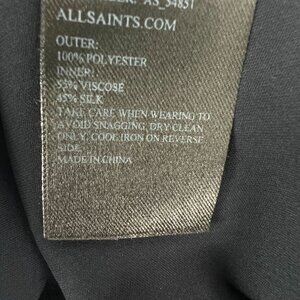 AS_54851
ALLSAINTS.COM
OUTER:
100% POLYESTER
INNER:
55% VISCOSE
45% SILK
TAKE CARE WHEN WEARING TO
AVOID SNAGGING, DRY CLEAN
ONLY, COOL IRON ON REVERSE
SIDE.
MADE IN CHINA